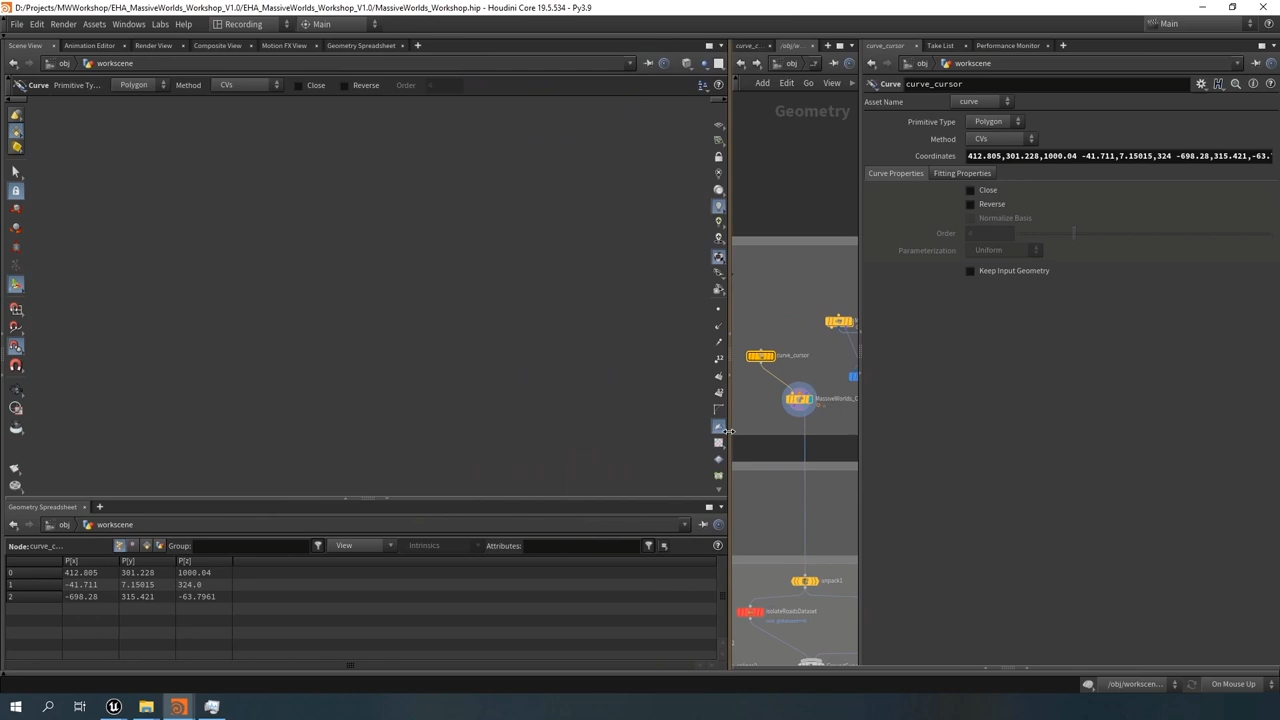 D:/Projects/MWWorkshop/EHA_MassiveWorlds_Workshop_V1.0/EHA_MassiveWorlds_Workshop_V1.0/MassiveWorlds_Workshop.hip - Houdini Core 19.5.534 - Py3.9
File Edit Render Assets Windows Labs Help Recording Main Main
Scene View Animation Editor Render View Composite View Motion FX View Geometry Spreadsheet
curve_c... /obj/w...
curve_cursor Take List Performance Monitor
obj workscene
obj
obj workscene
Curve Primitive Ty... Polygon Method CVs Close Reverse Order
Add Edit Go View
Curve curve_cursor
Asset Name curve
Geometry
Primitive Type Polygon
Method CVs
Coordinates 412.805,301.228,1000.04 -41.711,7.15015,324 -698.28,315.421,-63.
Curve Properties Fitting Properties
Close
Reverse
Normalize Basis
Order 4
Parameterization Uniform
Keep Input Geometry
curve_cursor
MassiveWorlds_C
12
Geometry Spreadsheet
obj workscene
Node: curve_c... Group: View Intrinsics Attributes:
P[x] P[y] P[z]
0 412.805 301.228 1000.04
1 -41.711 7.15015 324.0
2 -698.28 315.421 -63.7961
unpack1
IsolateRoadsDataset
/obj/workscen... On Mouse Up